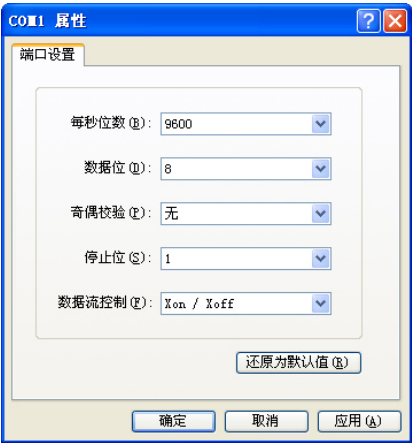 COM1 属性
端口设置
每秒位数(B): 9600
数据位(D): 8
奇偶校验(P): 无
停止位(S): 1
数据流控制(F): Xon / Xoff
还原为默认值(R)
确定 取消 应用(A)